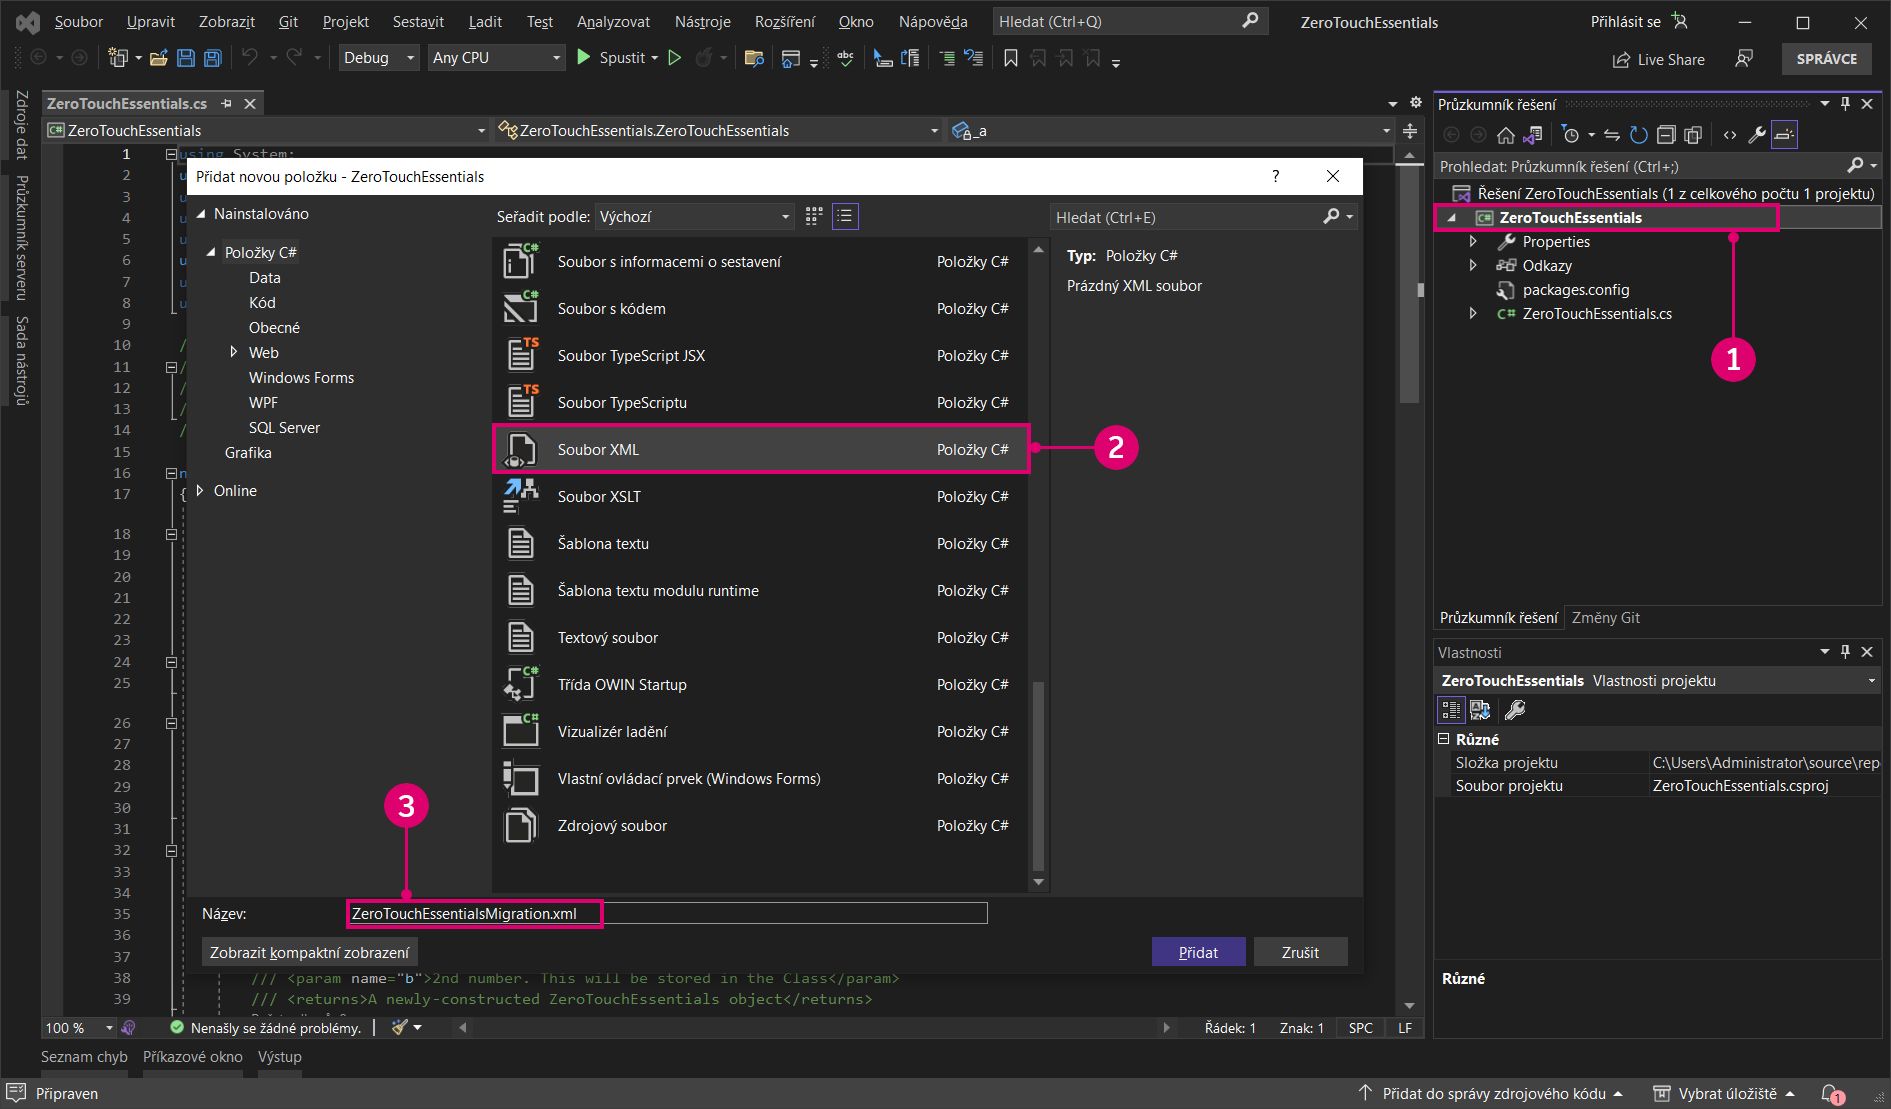 Soubor Upravit Zobrazit Git Projekt Sestavit Ladit Test Analyzovat Nástroje Rozšíření Okno Nápověda Hledat (Ctrl+Q) ZeroTouchEssentials Přihlásit se
Debug Any CPU Spustit abc Live Share SPRÁVCE
Zdroje dat
Průzkumník serveru
Sada nástrojů
ZeroTouchEssentials.cs
C# ZeroTouchEssentials ZeroTouchEssentials.ZeroTouchEssentials _a
1 using System;
2 u
3 u
4 u
5 u
6 u
7 u
8 u
9
10 /
11 /
12 /
13 /
14 /
15
16 n
17 {
18
19
20
21
22
23
24
25
26
27
28
29
30
31
32
33
34
35
36
37
38 /// <param name="b">2nd number. This will be stored in the Class</param>
39 /// <returns>A newly-constructed ZeroTouchEssentials object</returns>
Přidat novou položku - ZeroTouchEssentials ?
Nainstalováno
Položky C#
Data
Kód
Obecné
Web
Windows Forms
WPF
SQL Server
Grafika
Online
Seřadit podle: Výchozí
Hledat (Ctrl+E)
Soubor s informacemi o sestavení Položky C#
Soubor s kódem Položky C#
Soubor TypeScript JSX Položky C#
Soubor TypeScriptu Položky C#
Soubor XML Položky C#
Soubor XSLT Položky C#
Šablona textu Položky C#
Šablona textu modulu runtime Položky C#
Textový soubor Položky C#
Třída OWIN Startup Položky C#
Vizualizér ladění Položky C#
Vlastní ovládací prvek (Windows Forms) Položky C#
Zdrojový soubor Položky C#
Typ: Položky C#
Prázdný XML soubor
1
2
3
Název: ZeroTouchEssentialsMigration.xml
Zobrazit kompaktní zobrazení Přidat Zrušit
Průzkumník řešení
Prohledat: Průzkumník řešení (Ctrl+;)
Řešení ZeroTouchEssentials (1 z celkového počtu 1 projektu)
C# ZeroTouchEssentials
Properties
Odkazy
packages.config
C# ZeroTouchEssentials.cs
Průzkumník řešení Změny Git
Vlastnosti
ZeroTouchEssentials Vlastnosti projektu
Různé
Složka projektu C:\Users\Administrator\source\rep
Soubor projektu ZeroTouchEssentials.csproj
Různé
100 % Nenašly se žádné problémy. Řádek: 1 Znak: 1 SPC LF
Seznam chyb Příkazové okno Výstup
Připraven Přidat do správy zdrojového kódu Vybrat úložiště 1